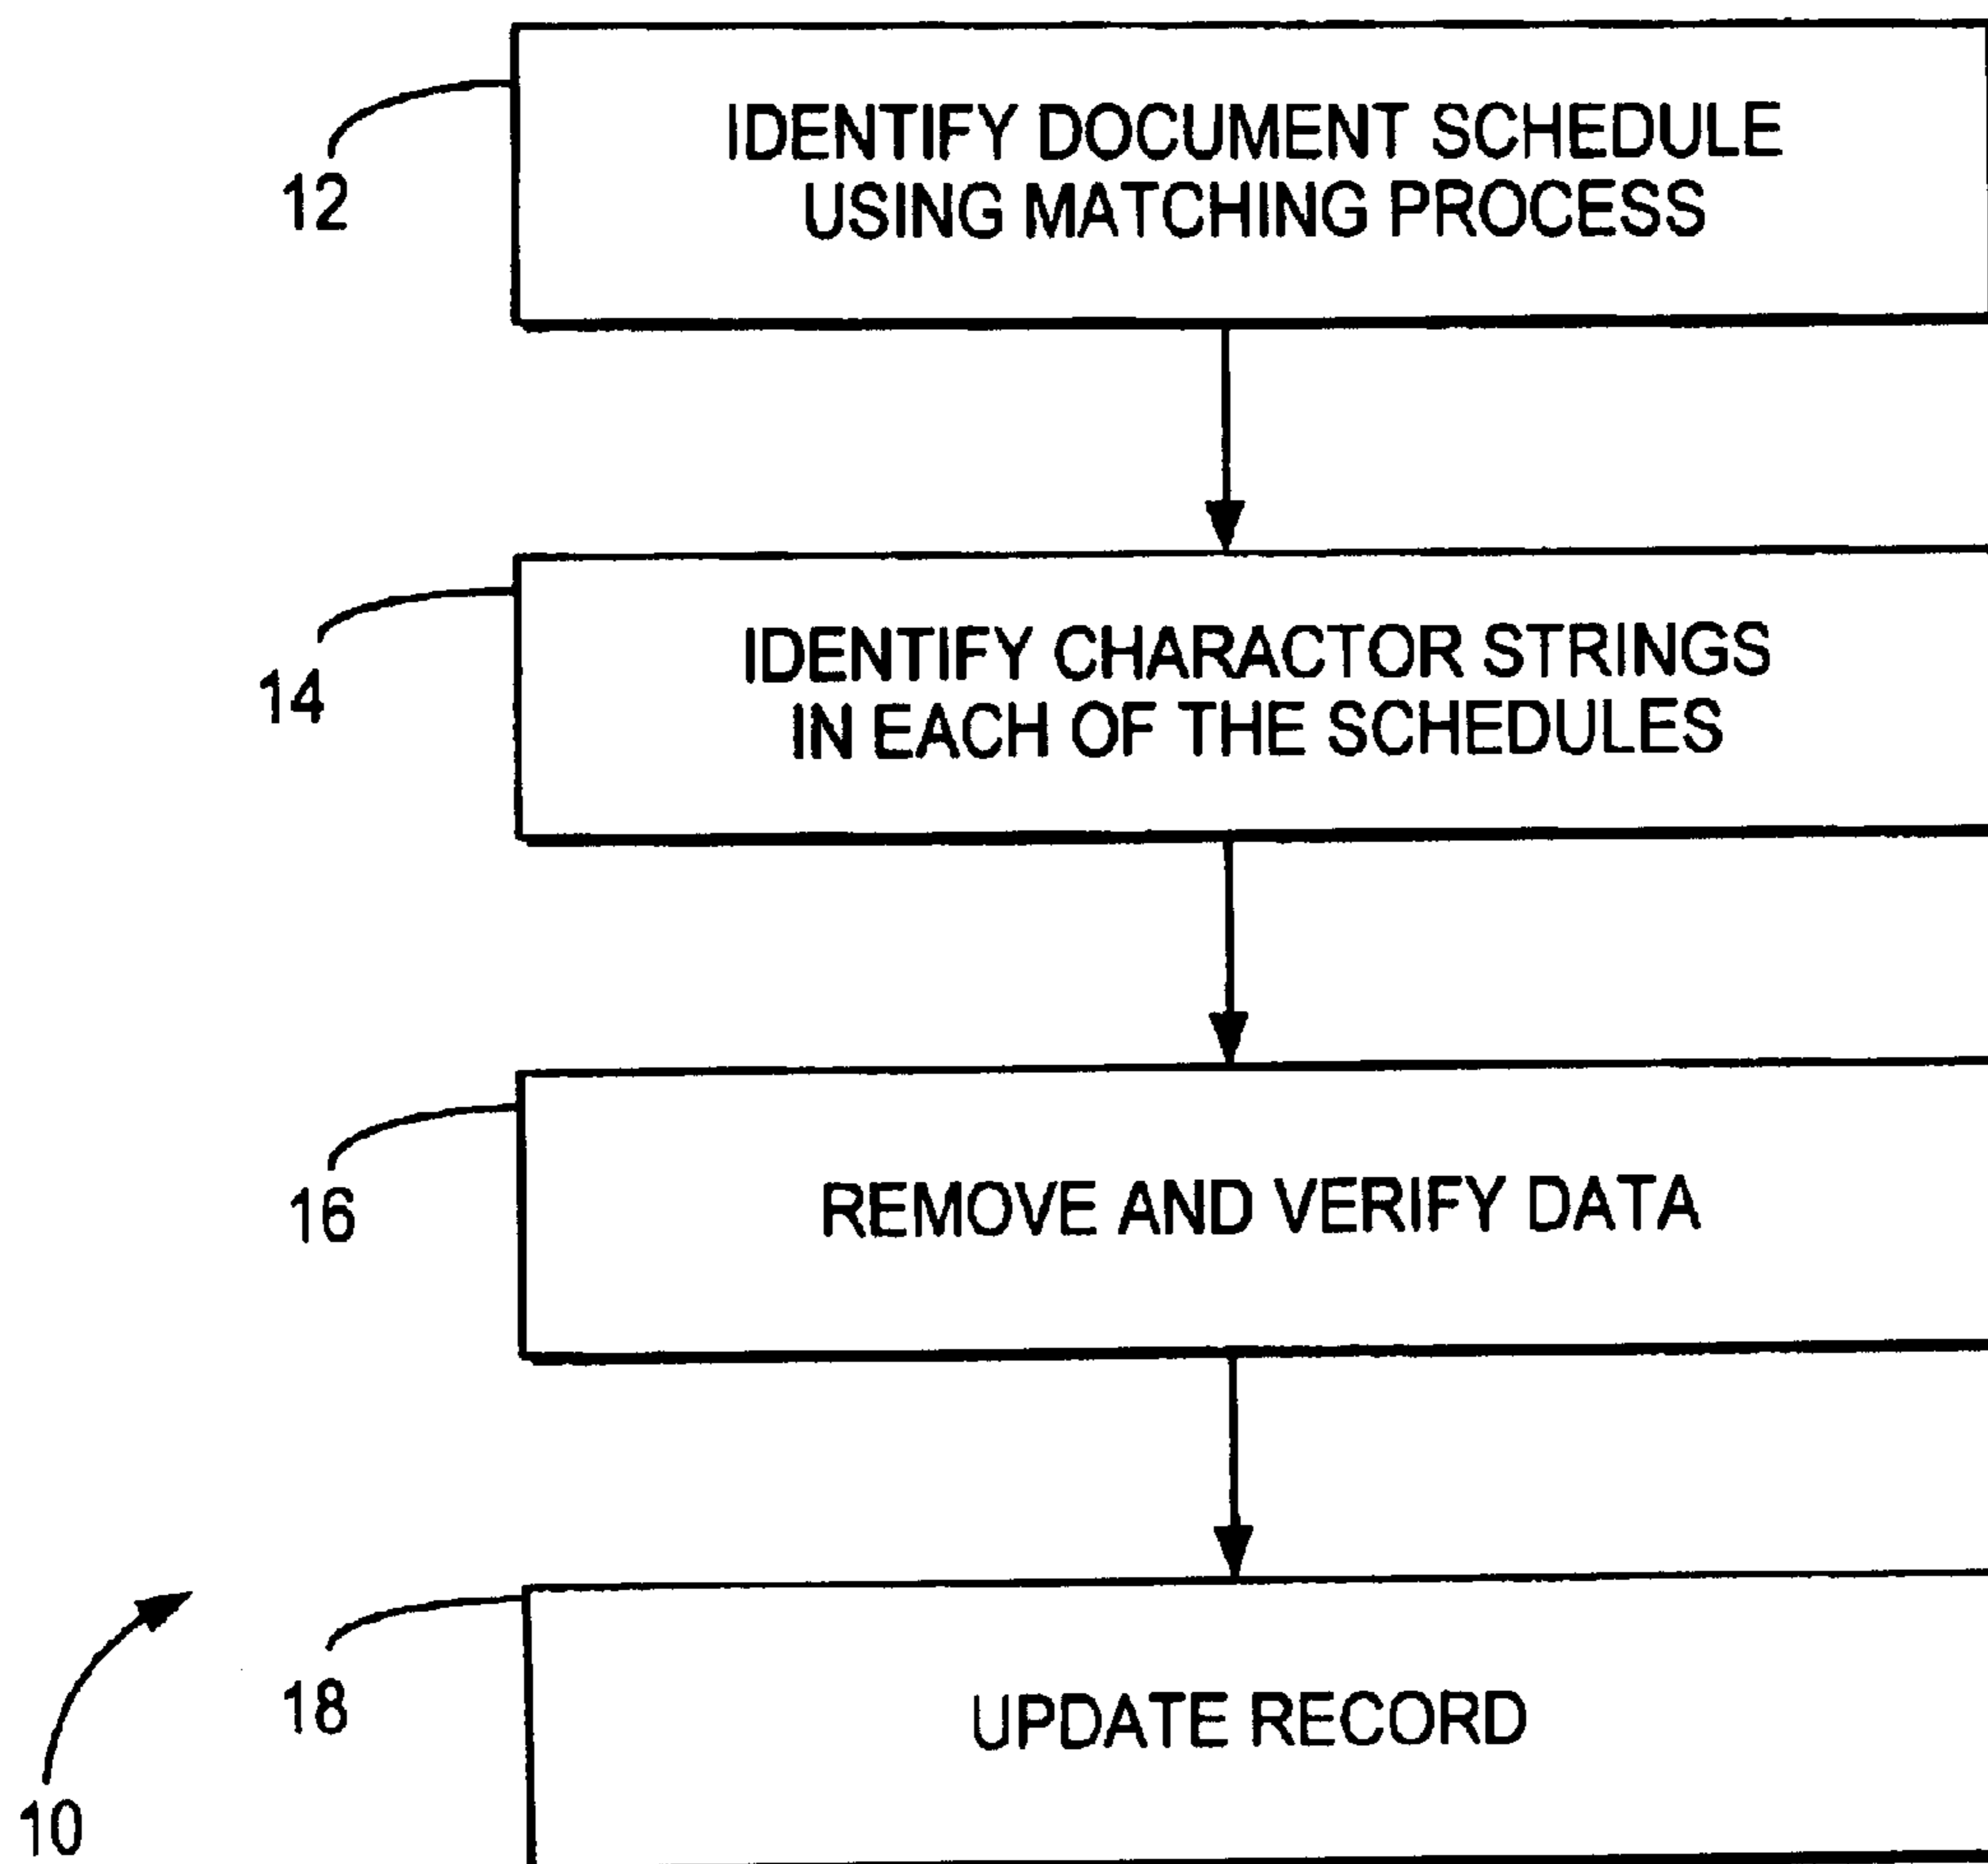 IDENTIFY DOCUMENT SCHEDULE
USING MATCHING PROCESS
12
IDENTIFY CHARACTOR STRINGS
IN EACH OF THE SCHEDULES
14
REMOVE AND VERIFY DATA
16
UPDATE RECORD
18
10